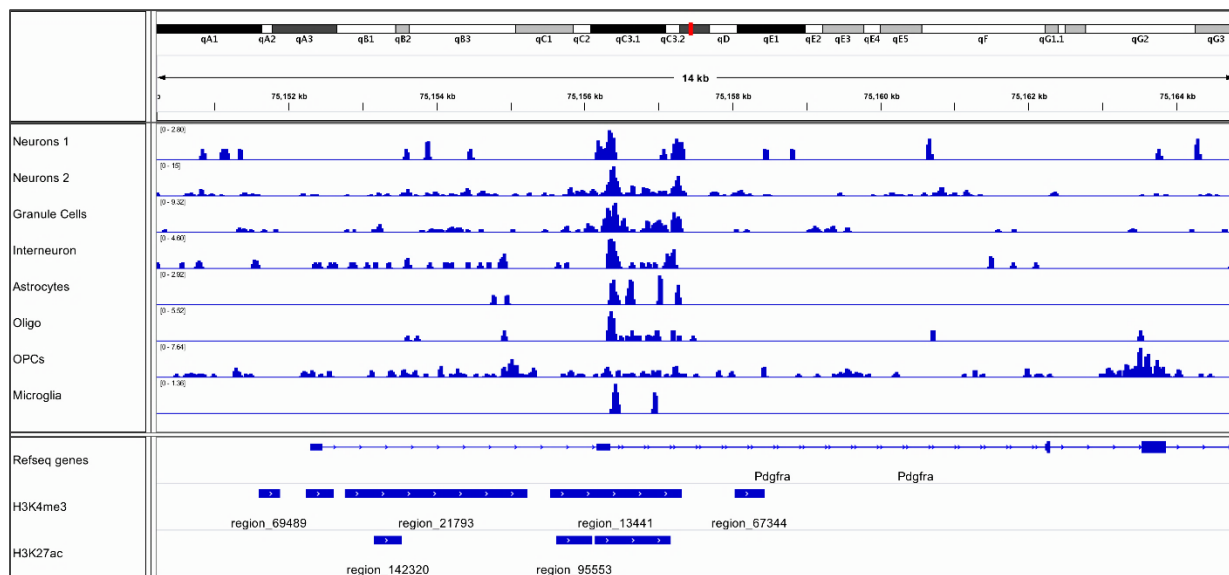 qA1 qA2 qA3 qB1 qB2 qB3 qC1 qC2 qC3.1 qC3.2 qD qE1 qE2 qE3 qE4 qE5 qF qG1.1 qG2 qG3
14 kb
75,152 kb 75,154 kb 75,156 kb 75,158 kb 75,160 kb 75,162 kb 75,164 kb
[0 - 2.80]
Neurons 1
[0 - 15]
Neurons 2
[0 - 9.32]
Granule Cells
[0 - 4.60]
Interneuron
[0 - 2.92]
Astrocytes
[0 - 5.52]
Oligo
[0 - 7.64]
OPCs
[0 - 1.36]
Microglia
Refseq genes
Pdgfra Pdgfra
H3K4me3
region_69489 region_21793 region_13441 region_67344
H3K27ac
region_142320 region_95553